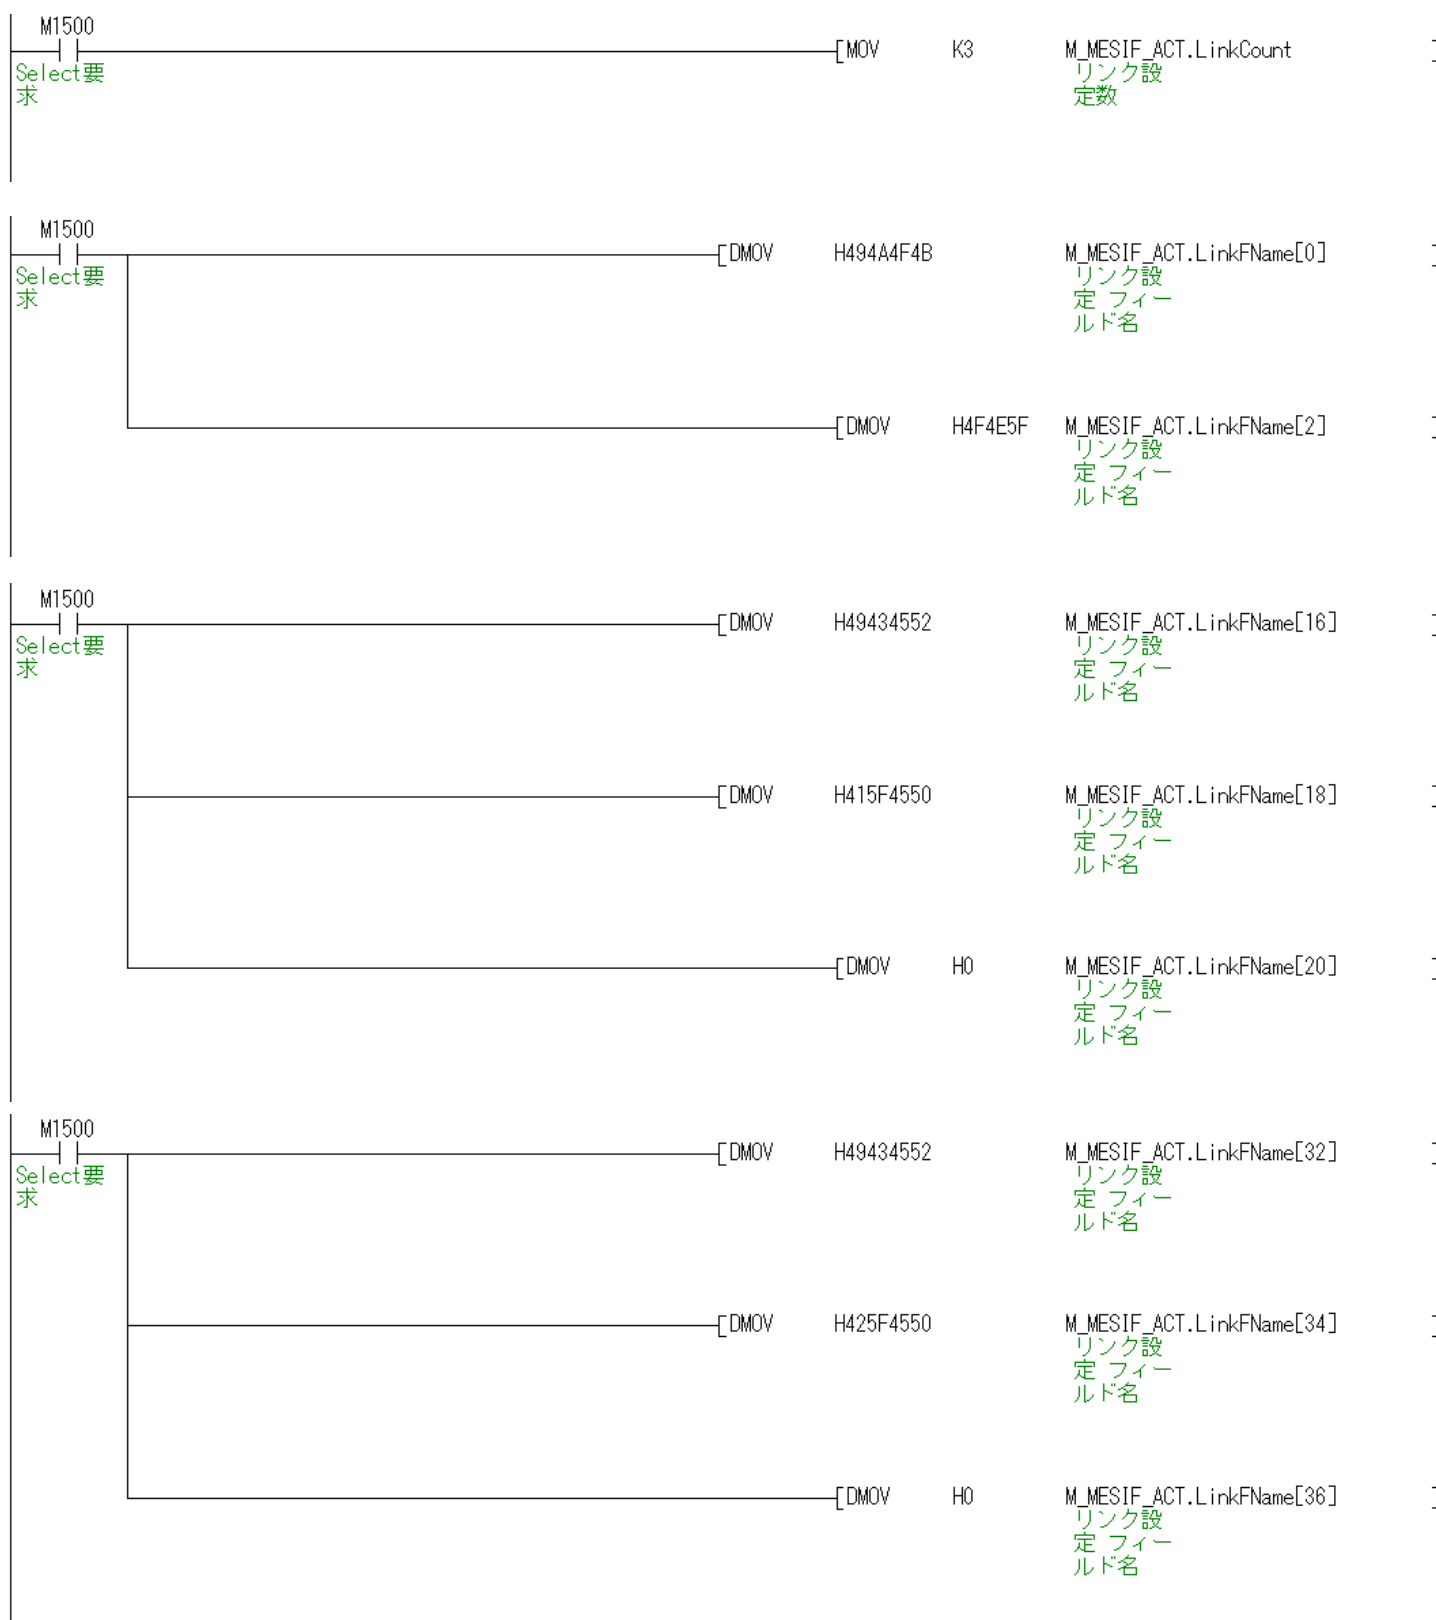 M1500
MOV K3 M_MESIF_ACT.LinkCount
Select要
求
リンク設
定数
M1500
DMOV H494A4F4B M_MESIF_ACT.LinkFName[0]
Select要
求
リンク設
定 フィー
ルド名
DMOV H4F4E5F M_MESIF_ACT.LinkFName[2]
リンク設
定 フィー
ルド名
M1500
DMOV H49434552 M_MESIF_ACT.LinkFName[16]
Select要
求
リンク設
定 フィー
ルド名
DMOV H415F4550 M_MESIF_ACT.LinkFName[18]
リンク設
定 フィー
ルド名
DMOV H0 M_MESIF_ACT.LinkFName[20]
リンク設
定 フィー
ルド名
M1500
DMOV H49434552 M_MESIF_ACT.LinkFName[32]
Select要
求
リンク設
定 フィー
ルド名
DMOV H425F4550 M_MESIF_ACT.LinkFName[34]
リンク設
定 フィー
ルド名
DMOV H0 M_MESIF_ACT.LinkFName[36]
リンク設
定 フィー
ルド名